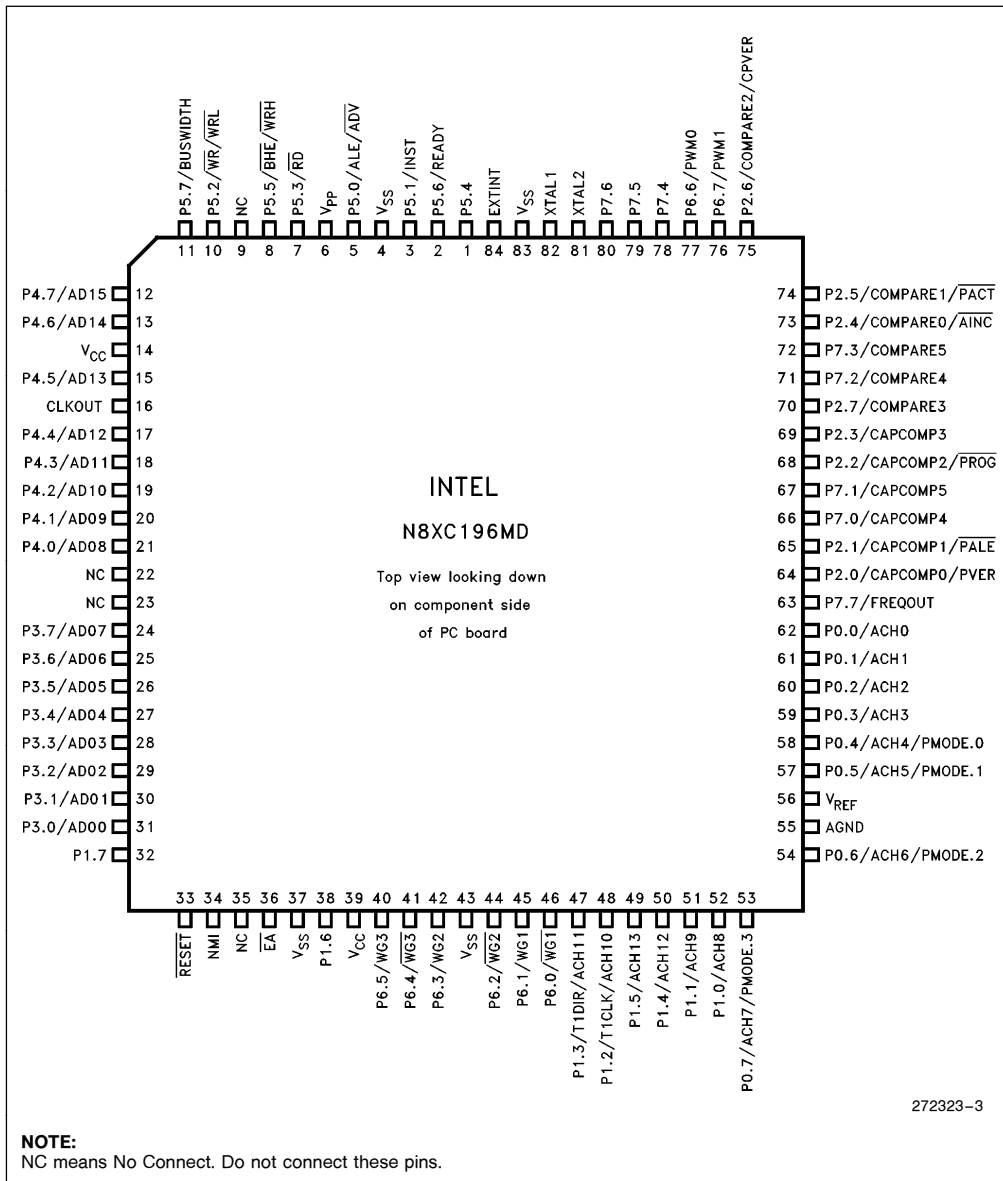 P5.7/BUSWIDTH
P5.2/W̅R̅/W̅R̅L̅
NC
P5.5/B̅H̅E̅/W̅R̅H̅
P5.3/R̅D̅
VPP
P5.0/ALE/A̅D̅V̅
VSS
P5.1/INST
P5.6/READY
P5.4
EXTINT
VSS
XTAL1
XTAL2
P7.6
P7.5
P7.4
P6.6/PWM0
P6.7/PWM1
P2.6/COMPARE2/CPVER
11 10 9 8 7 6 5 4 3 2 1 84 83 82 81 80 79 78 77 76 75
P4.7/AD15 12
P4.6/AD14 13
VCC 14
P4.5/AD13 15
CLKOUT 16
P4.4/AD12 17
P4.3/AD11 18
P4.2/AD10 19
P4.1/AD09 20
P4.0/AD08 21
NC 22
NC 23
P3.7/AD07 24
P3.6/AD06 25
P3.5/AD05 26
P3.4/AD04 27
P3.3/AD03 28
P3.2/AD02 29
P3.1/AD01 30
P3.0/AD00 31
P1.7 32
INTEL
N8XC196MD
Top view looking down
on component side
of PC board
74 P2.5/COMPARE1/P̅A̅C̅T̅
73 P2.4/COMPARE0/A̅I̅N̅C̅
72 P7.3/COMPARE5
71 P7.2/COMPARE4
70 P2.7/COMPARE3
69 P2.3/CAPCOMP3
68 P2.2/CAPCOMP2/P̅R̅O̅G̅
67 P7.1/CAPCOMP5
66 P7.0/CAPCOMP4
65 P2.1/CAPCOMP1/P̅A̅L̅E̅
64 P2.0/CAPCOMP0/PVER
63 P7.7/FREQOUT
62 P0.0/ACH0
61 P0.1/ACH1
60 P0.2/ACH2
59 P0.3/ACH3
58 P0.4/ACH4/PMODE.0
57 P0.5/ACH5/PMODE.1
56 VREF
55 AGND
54 P0.6/ACH6/PMODE.2
33 34 35 36 37 38 39 40 41 42 43 44 45 46 47 48 49 50 51 52 53
R̅E̅S̅E̅T̅
NMI
NC
E̅A̅
VSS
P1.6
VCC
P6.5/WG3
P6.4/W̅G̅3̅
P6.3/WG2
VSS
P6.2/W̅G̅2̅
P6.1/WG1
P6.0/W̅G̅1̅
P1.3/T1DIR/ACH11
P1.2/T1CLK/ACH10
P1.5/ACH13
P1.4/ACH12
P1.1/ACH9
P1.0/ACH8
P0.7/ACH7/PMODE.3
272323-3
NOTE:
NC means No Connect. Do not connect these pins.